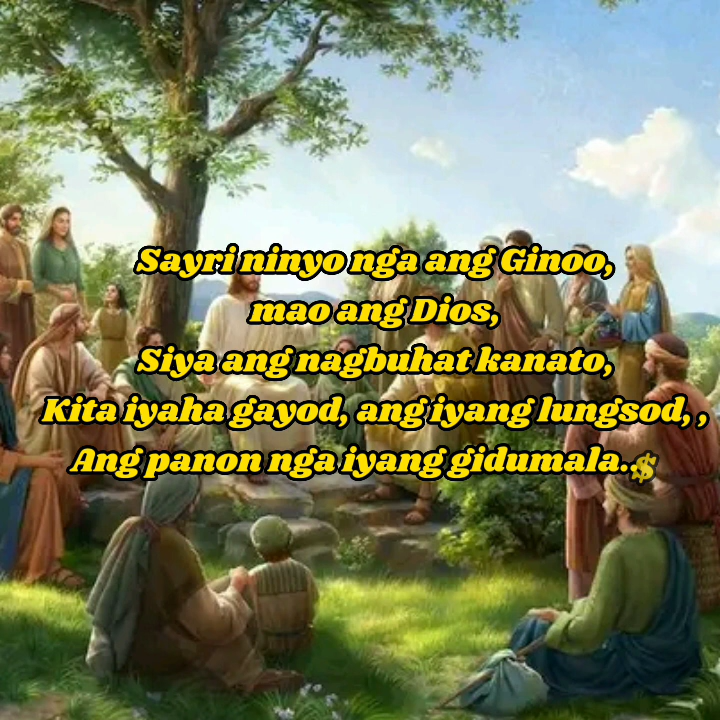 Sayri ninyo nga ang Ginoo,
mao ang Dios,
Siya ang nagbuhat kanato,
Kita iyaha gayod, ang iyang lungsod, ,
Ang panon nga iyang gidumala..$